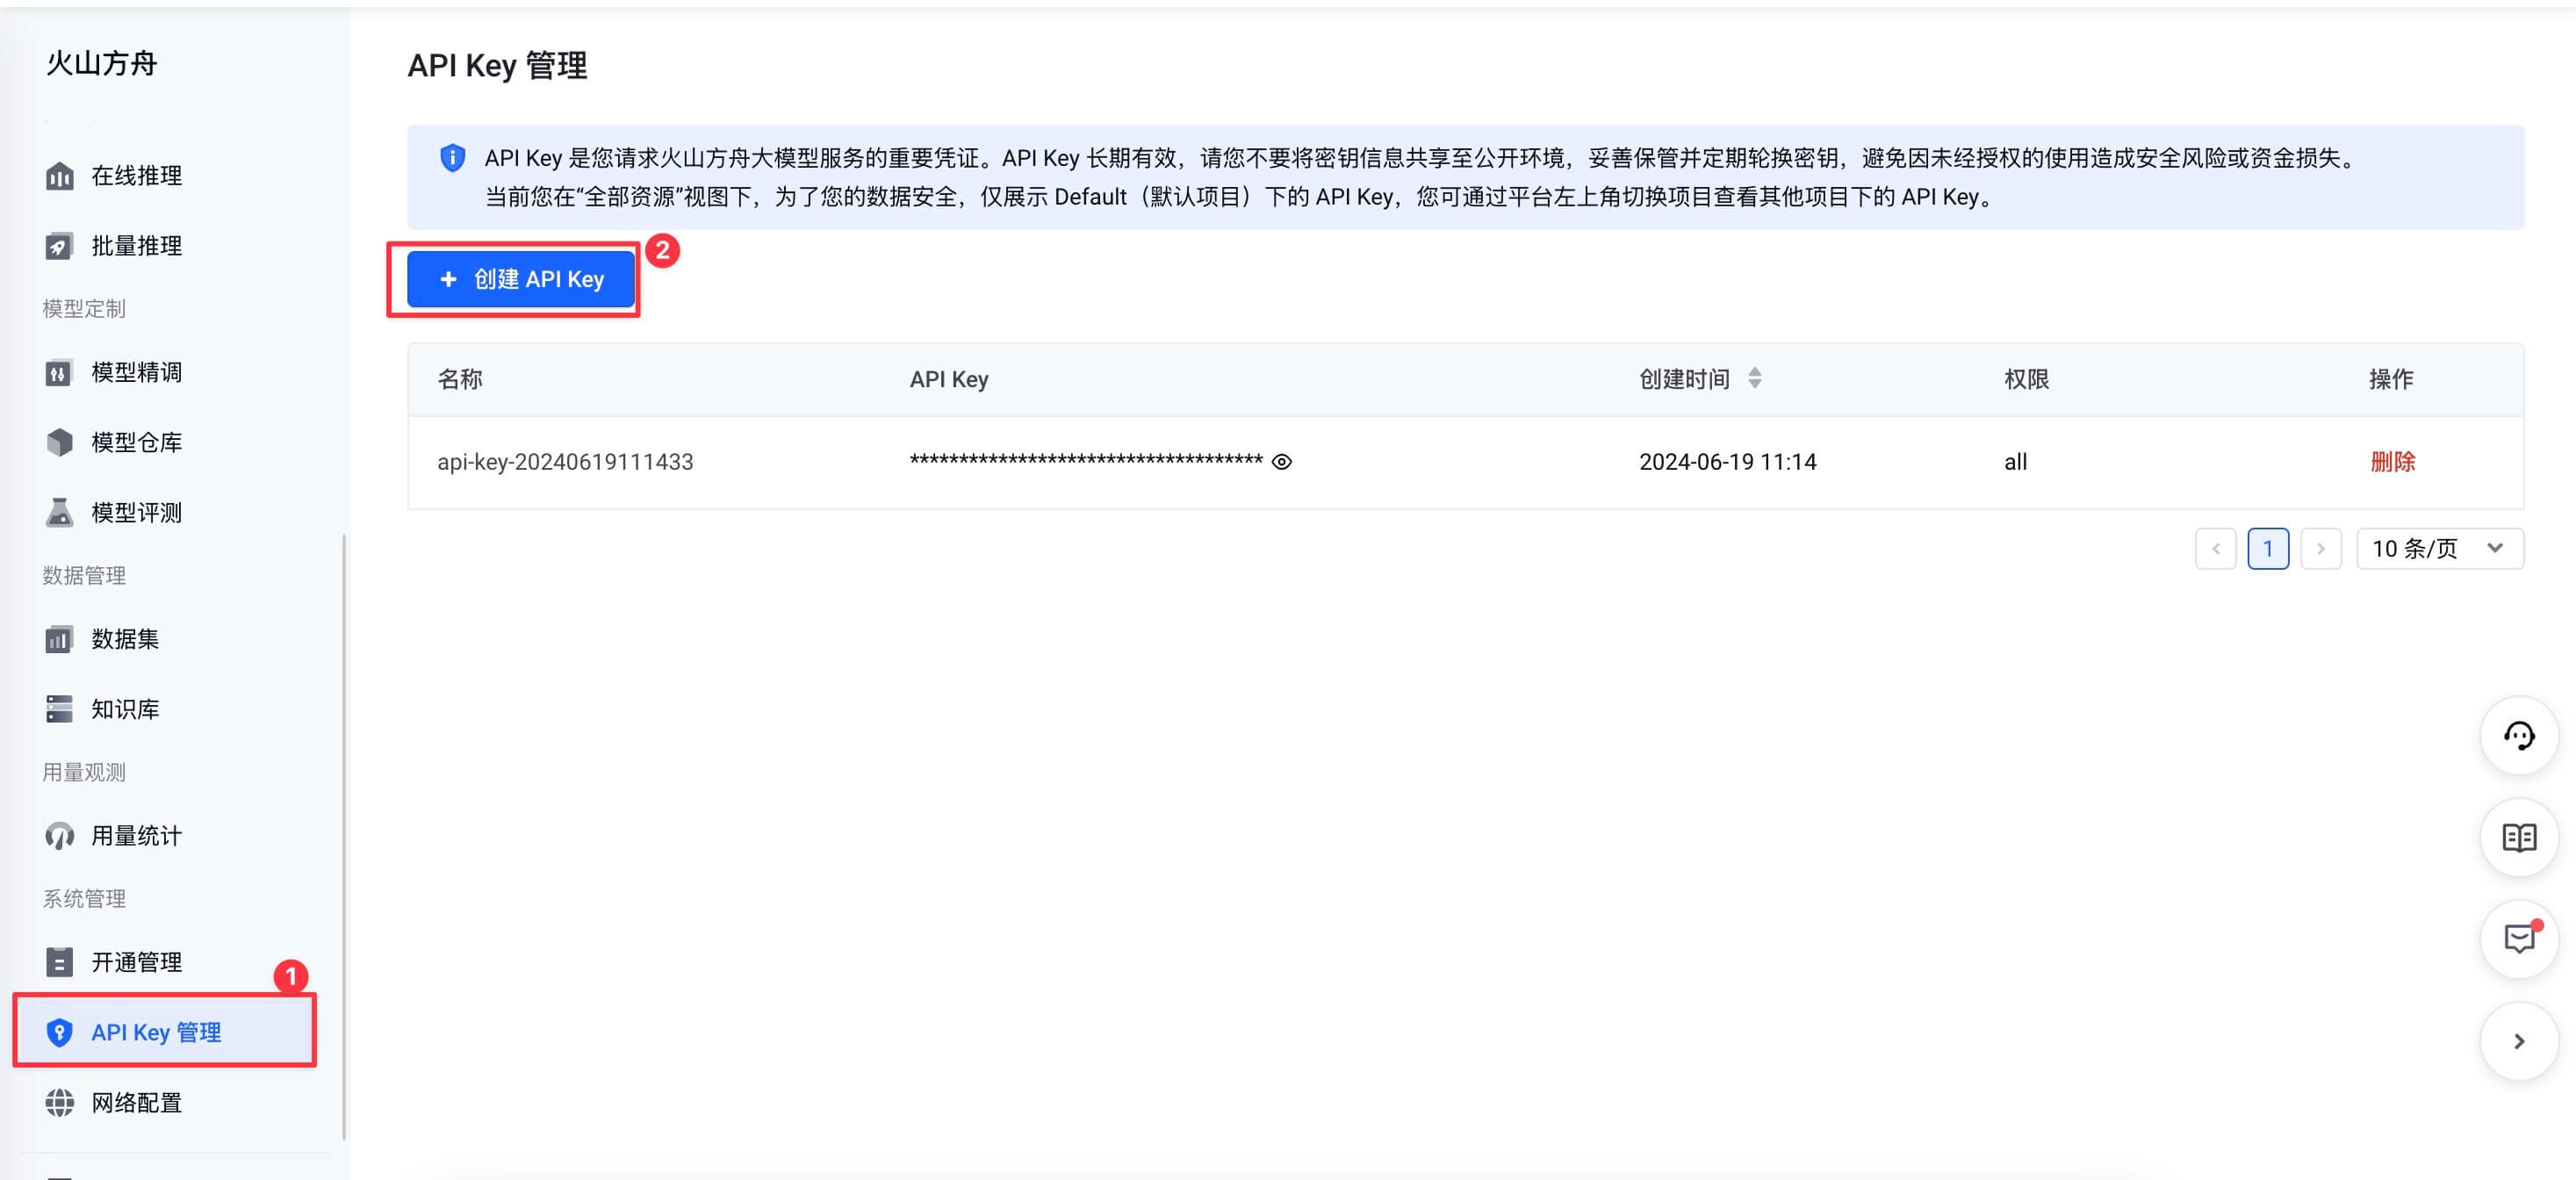 火山方舟
在线推理
批量推理
模型定制
模型精调
模型仓库
模型评测
数据管理
数据集
知识库
用量观测
用量统计
系统管理
开通管理
1
API Key 管理
网络配置
API Key 管理
API Key 是您请求火山方舟大模型服务的重要凭证。API Key 长期有效，请您不要将密钥信息共享至公开环境，妥善保管并定期轮换密钥，避免因未经授权的使用造成安全风险或资金损失。
当前您在“全部资源”视图下，为了您的数据安全，仅展示 Default（默认项目）下的 API Key，您可通过平台左上角切换项目查看其他项目下的 API Key。
+ 创建 API Key
2
名称 API Key 创建时间 权限 操作
api-key-20240619111433 ************************************ 2024-06-19 11:14 all 删除
< 1 > 10 条/页